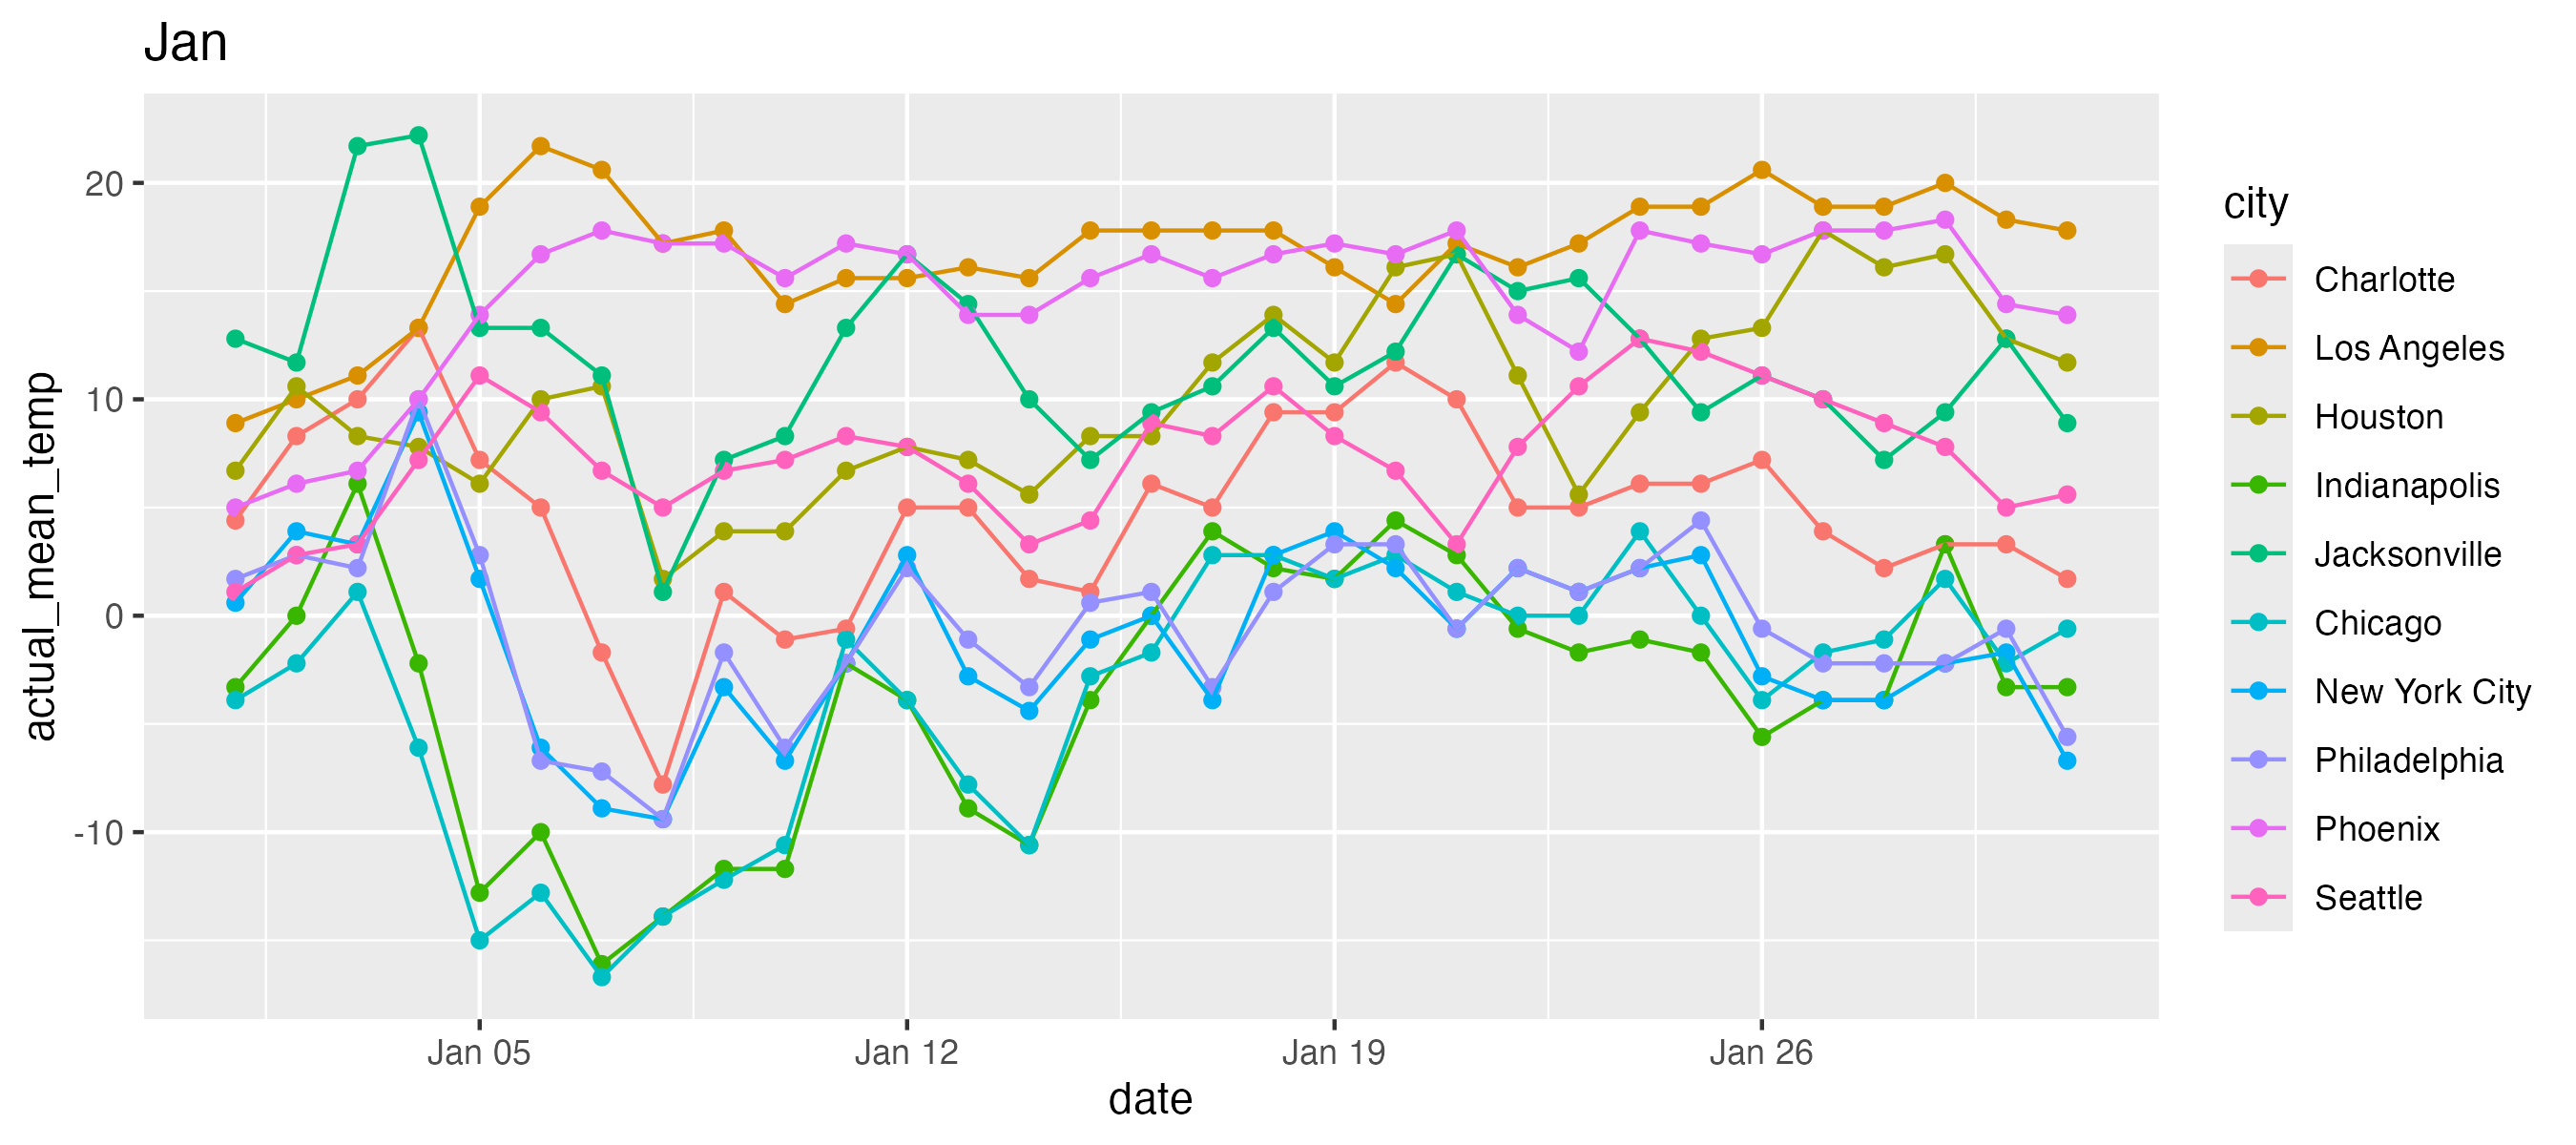 Jan
actual_mean_temp
20
10
0
-10
Jan 05
Jan 12
Jan 19
Jan 26
date
city
Charlotte
Los Angeles
Houston
Indianapolis
Jacksonville
Chicago
New York City
Philadelphia
Phoenix
Seattle